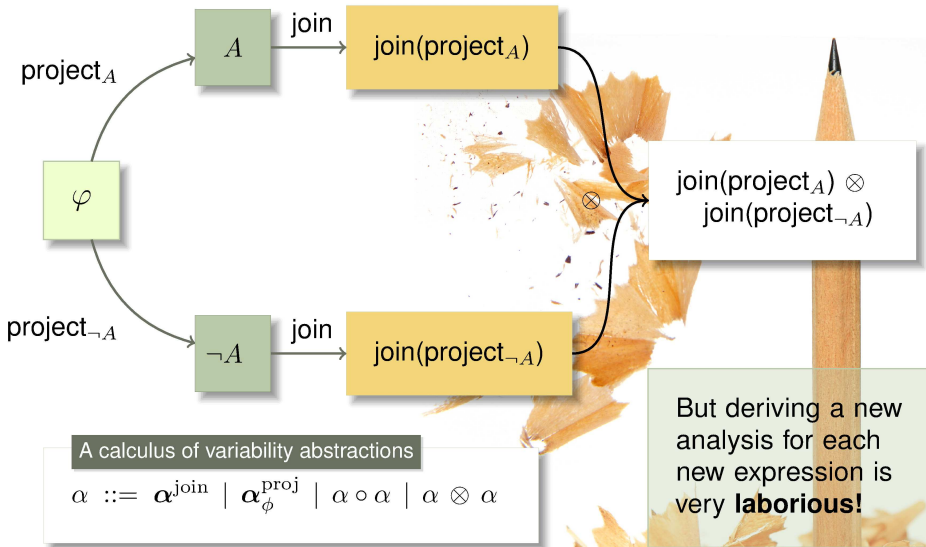 join
A
join(project_A)
project_A
φ
⊗
join(project_A) ⊗
join(project_¬A)
project_¬A
join
¬A
join(project_¬A)
But deriving a new
analysis for each
new expression is
very laborious!
A calculus of variability abstractions
α ::= α^join | α_ϕ^proj | α ∘ α | α ⊗ α